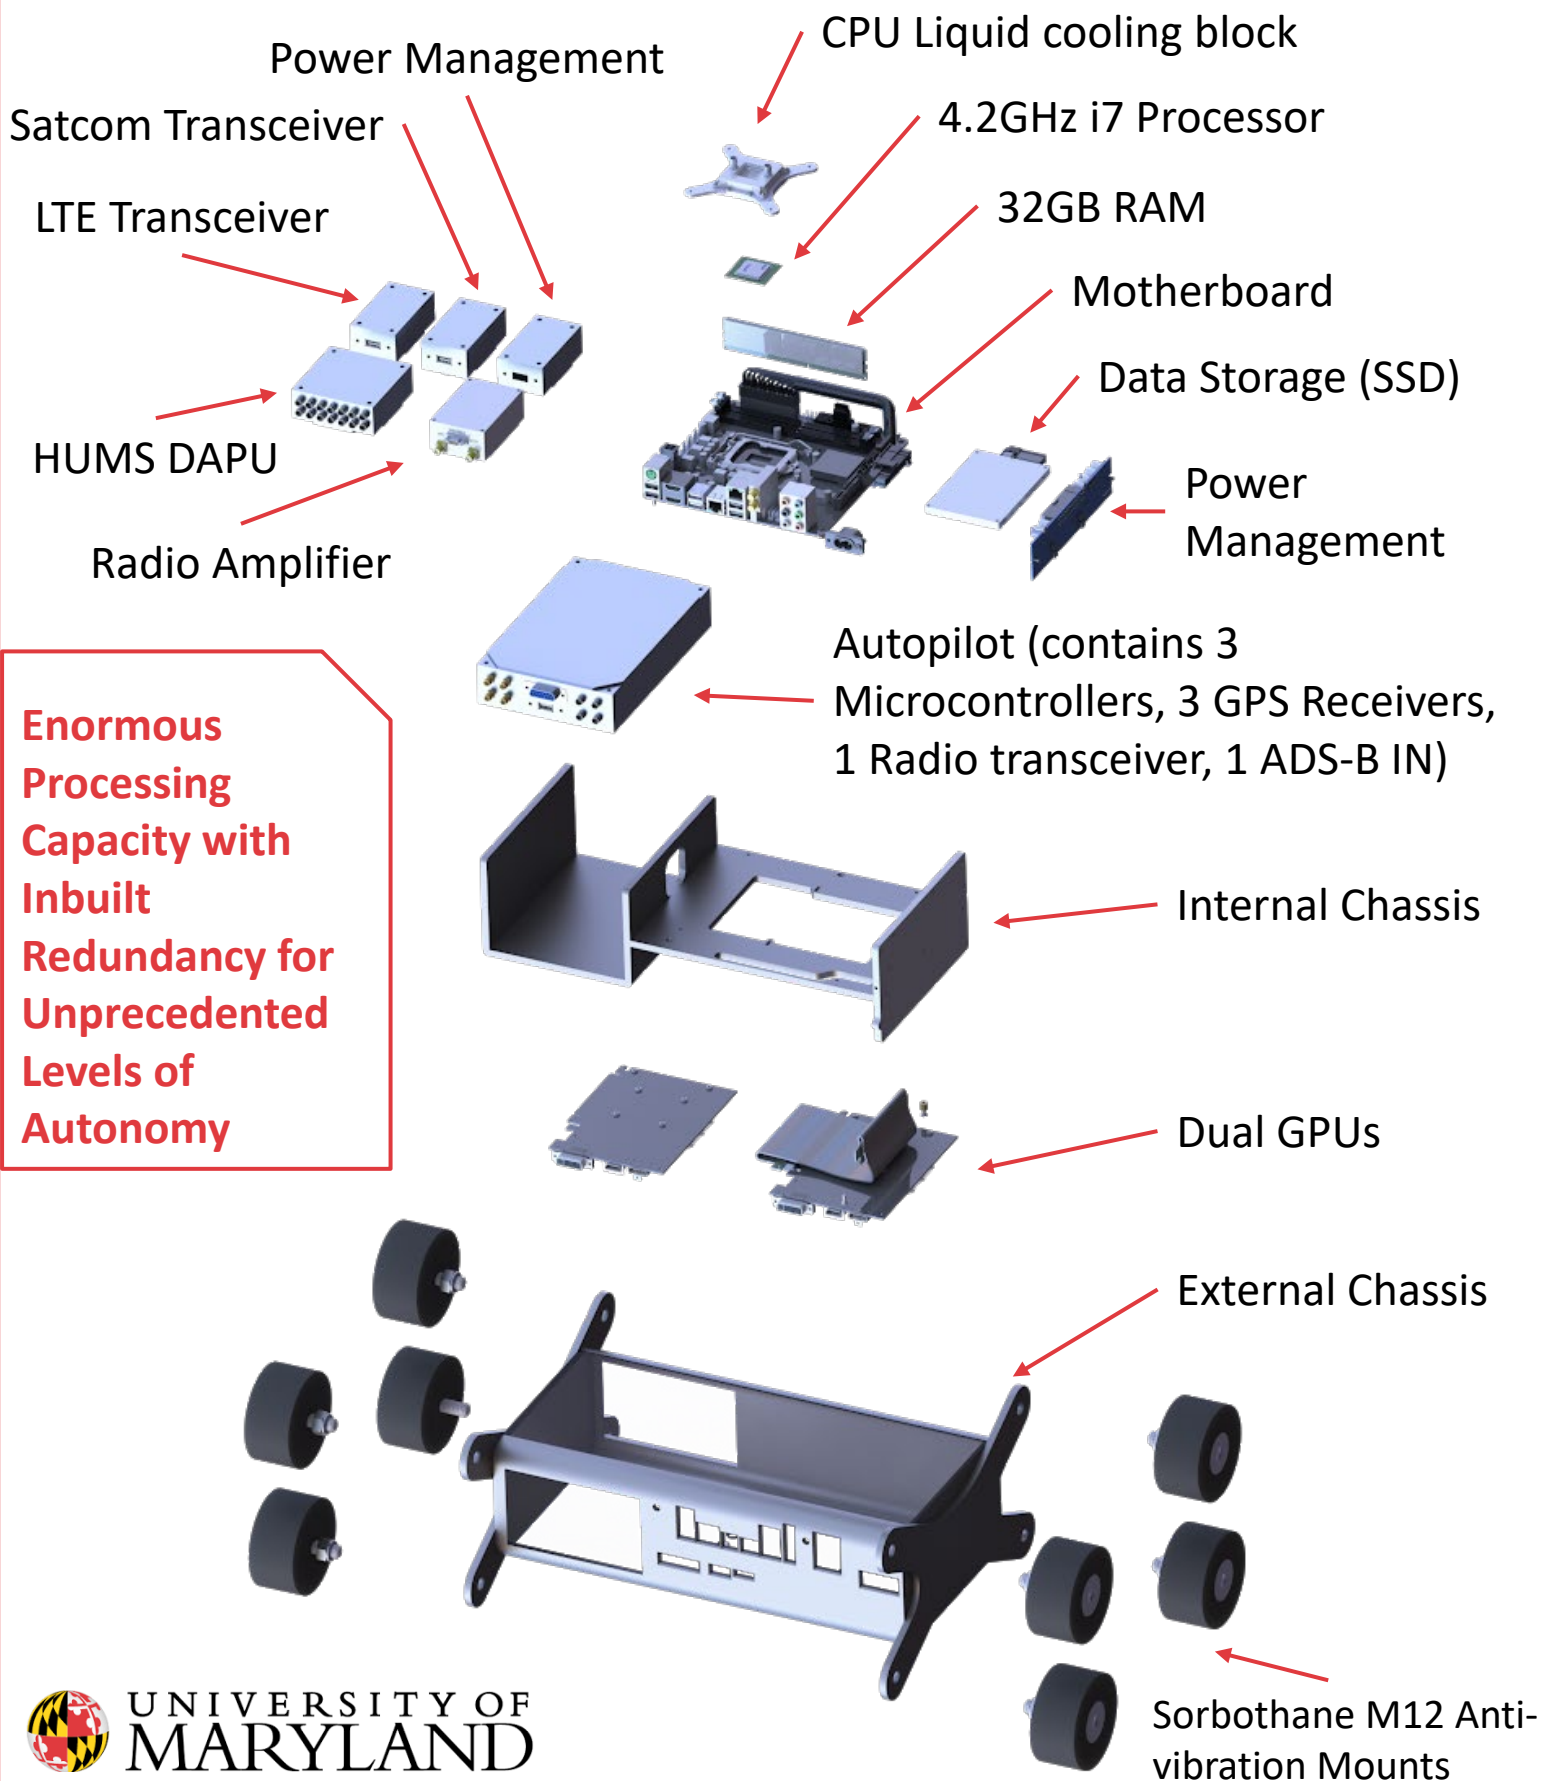 CPU Liquid cooling block
Power Management
4.2GHz i7 Processor
Satcom Transceiver
32GB RAM
LTE Transceiver
Motherboard
Data Storage (SSD)
HUMS DAPU
Power
Management
Radio Amplifier
Autopilot (contains 3
Microcontrollers, 3 GPS Receivers,
1 Radio transceiver, 1 ADS-B IN)
Enormous
Processing
Capacity with
Inbuilt
Redundancy for
Unprecedented
Levels of
Autonomy
Internal Chassis
Dual GPUs
External Chassis
Sorbothane M12 Anti-
vibration Mounts
UNIVERSITY OF
MARYLAND